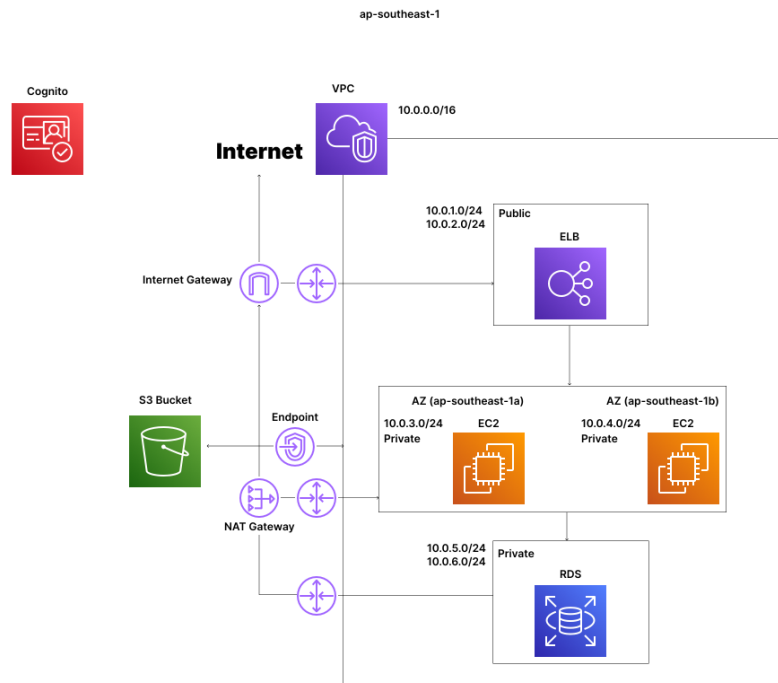 ap-southeast-1
Cognito
VPC
10.0.0.0/16
Internet
10.0.1.0/24
10.0.2.0/24
Public
ELB
Internet Gateway
AZ (ap-southeast-1a)
AZ (ap-southeast-1b)
S3 Bucket
Endpoint
10.0.3.0/24
Private
EC2
10.0.4.0/24
Private
EC2
NAT Gateway
10.0.5.0/24
10.0.6.0/24
Private
RDS